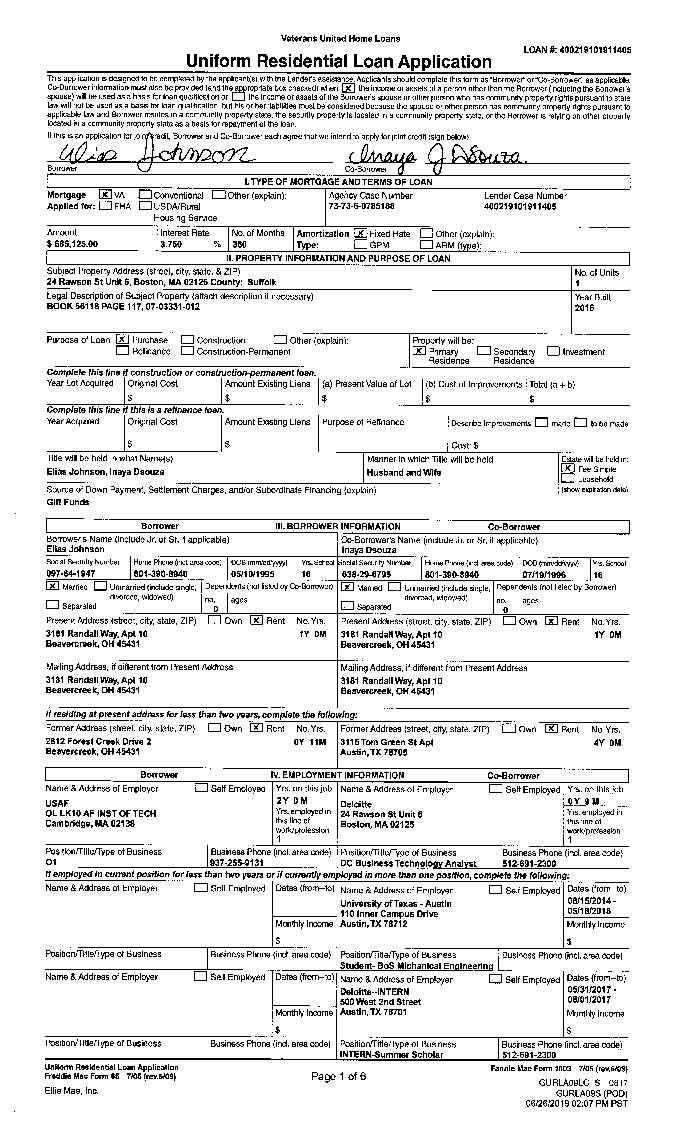 Veterans United Home Loans
LOAN #: 400219101911405
Uniform Residential Loan Application
This application is designed to be completed by the applicant(s) with the Lender's assistance. Applicants should complete this form as "Borrower" or "Co-Borrower", as applicable.
Co-Borrower information must also be provided (and the appropriate box checked) when [X] the income or assets of a person other than the Borrower (including the Borrower's
spouse) will be used as a basis for loan qualification or [ ] the income or assets of the Borrower's spouse or other person who has community property rights pursuant to state
law will not be used as a basis for loan qualification, but his or her liabilities must be considered because the spouse or other person has community property rights pursuant to
applicable law and Borrower resides in a community property state, the security property is located in a community property state, or the Borrower is relying on other property
located in a community property state as a basis for repayment of the loan.
If this is an application for joint credit, Borrower and Co-Borrower each agree that we intend to apply for joint credit (sign below):
Elias Johnson Inaya J DSouza
Borrower Co-Borrower
I. TYPE OF MORTGAGE AND TERMS OF LOAN
Mortgage [X] VA [ ] Conventional [ ] Other (explain): Agency Case Number Lender Case Number
Applied for: [ ] FHA [ ] USDA/Rural 73-73-6-0785188 400219101911405
Housing Service
Amount Interest Rate No. of Months Amortization [X] Fixed Rate [ ] Other (explain):
$ 685,125.00 3.750 % 360 Type: [ ] GPM [ ] ARM (type):
II. PROPERTY INFORMATION AND PURPOSE OF LOAN
Subject Property Address (street, city, state, & ZIP) No. of Units
24 Rawson St Unit 6, Boston, MA 02125 County: Suffolk 1
Legal Description of Subject Property (attach description if necessary) Year Built
BOOK 56118 PAGE 117, 07-03331-012 2016
Purpose of Loan [X] Purchase [ ] Construction [ ] Other (explain): Property will be:
[ ] Refinance [ ] Construction-Permanent [X] Primary Residence [ ] Secondary Residence [ ] Investment
Complete this line if construction or construction-permanent loan.
Year Lot Acquired Original Cost Amount Existing Liens (a) Present Value of Lot (b) Cost of Improvements Total (a + b)
$ $ $ $ $
Complete this line if this is a refinance loan.
Year Acquired Original Cost Amount Existing Liens Purpose of Refinance Describe Improvements [ ] made [ ] to be made
$ $ Cost: $
Title will be held in what Name(s) Manner in which Title will be held Estate will be held in:
Elias Johnson, Inaya Dsouza Husband and Wife [X] Fee Simple
[ ] Leasehold
Source of Down Payment, Settlement Charges, and/or Subordinate Financing (explain) (show expiration date)
Gift Funds
Borrower III. BORROWER INFORMATION Co-Borrower
Borrower's Name (include Jr. or Sr. if applicable) Co-Borrower's Name (include Jr. or Sr. if applicable)
Elias Johnson Inaya Dsouza
Social Security Number Home Phone (incl. area code) DOB (mm/dd/yyyy) Yrs. School Social Security Number Home Phone (incl. area code) DOB (mm/dd/yyyy) Yrs. School
097-64-1947 801-390-8940 05/10/1995 16 638-29-6795 801-390-8940 07/19/1996 16
[X] Married [ ] Unmarried (include single, Dependents (not listed by Co-Borrower) [X] Married [ ] Unmarried (include single, Dependents (not listed by Borrower)
divorced, widowed) no. ages divorced, widowed) no. ages
[ ] Separated 0 [ ] Separated 0
Present Address (street, city, state, ZIP) [ ] Own [X] Rent No. Yrs. Present Address (street, city, state, ZIP) [ ] Own [X] Rent No. Yrs.
3181 Randall Way, Apt 10 1Y 0M 3181 Randall Way, Apt 10 1Y 0M
Beavercreek, OH 45431 Beavercreek, OH 45431
Mailing Address, if different from Present Address Mailing Address, if different from Present Address
3181 Randall Way, Apt 10 3181 Randall Way, Apt 10
Beavercreek, OH 45431 Beavercreek, OH 45431
If residing at present address for less than two years, complete the following:
Former Address (street, city, state, ZIP) [ ] Own [X] Rent No. Yrs. Former Address (street, city, state, ZIP) [ ] Own [X] Rent No. Yrs.
2812 Forest Creek Drive 2 0Y 11M 3115 Tom Green St Apt 4Y 0M
Beavercreek, OH 45431 Austin, TX 78705
Borrower IV. EMPLOYMENT INFORMATION Co-Borrower
Name & Address of Employer [ ] Self Employed Yrs. on this job Name & Address of Employer [ ] Self Employed Yrs. on this job
USAF 2Y 0M Deloitte 0Y 9M
OL LK10 AF INST OF TECH Yrs. employed in this line of work/profession 24 Rawson St Unit 6 Yrs. employed in this line of work/profession
Cambridge, MA 02138 1 Boston, MA 02125 1
Position/Title/Type of Business Business Phone (incl. area code) Position/Title/Type of Business Business Phone (incl. area code)
O1 937-255-9131 DC Business Technology Analyst 512-691-2300
If employed in current position for less than two years or if currently employed in more than one position, complete the following:
Name & Address of Employer [ ] Self Employed Dates (from–to) Name & Address of Employer [ ] Self Employed Dates (from–to)
University of Texas - Austin 08/15/2014 -
110 Inner Campus Drive 05/18/2018
Monthly Income Austin, TX 78712 Monthly Income
$ $
Position/Title/Type of Business Business Phone (incl. area code) Position/Title/Type of Business Business Phone (incl. area code)
Student- BoS Michanical Engineering
Name & Address of Employer [ ] Self Employed Dates (from–to) Name & Address of Employer [ ] Self Employed Dates (from–to)
Deloitte--INTERN 05/31/2017 -
500 West 2nd Street 08/01/2017
Monthly Income Austin, TX 78701 Monthly Income
$ $
Position/Title/Type of Business Business Phone (incl. area code) Position/Title/Type of Business Business Phone (incl. area code)
INTERN-Summer Scholar 512-691-2300
Uniform Residential Loan Application Fannie Mae Form 1003 7/05 (rev.6/09)
Freddie Mac Form 65 7/05 (rev.6/09)
Page 1 of 6
Ellie Mae, Inc. GURLA09LC_S 0817
GURLA09S (POD)
06/26/2019 02:07 PM PST